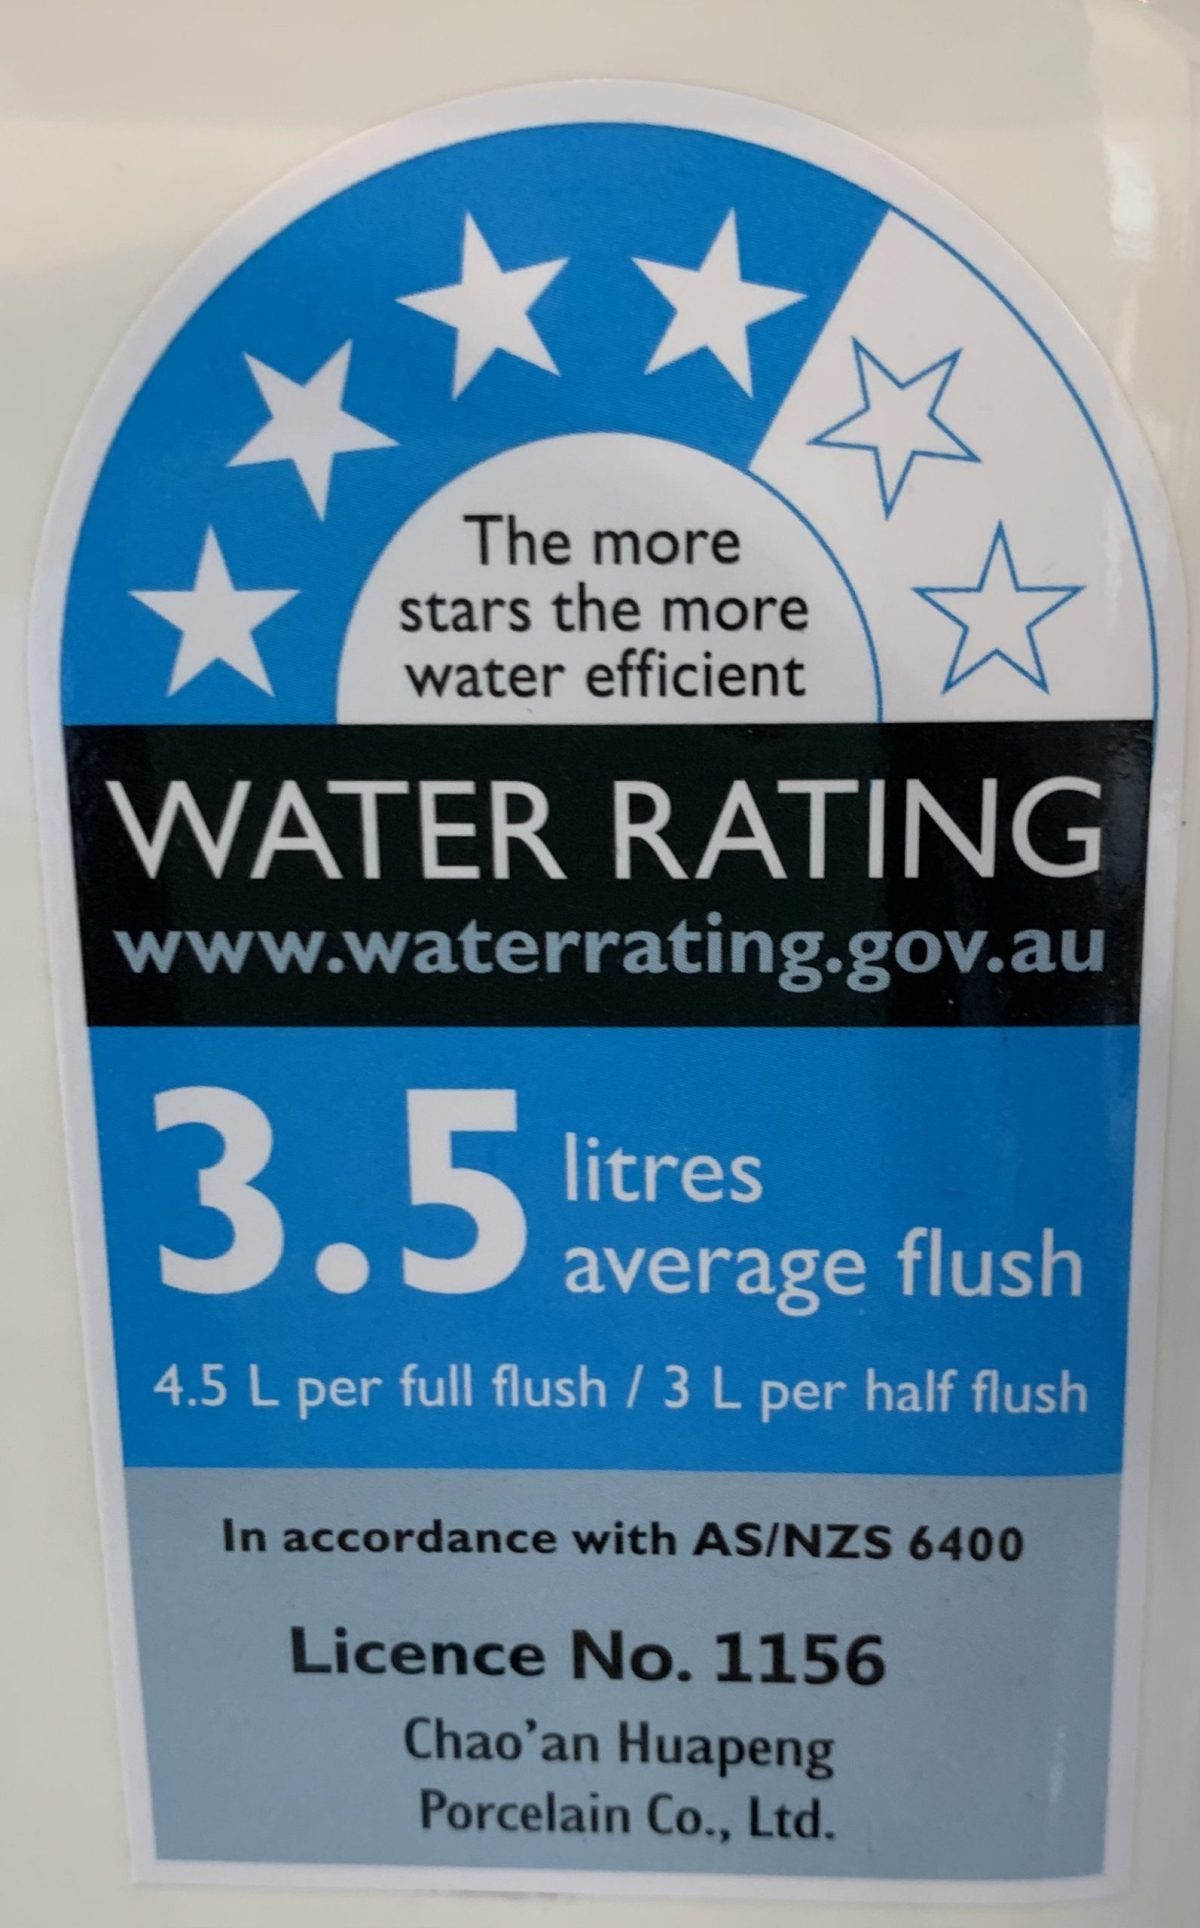 The more
stars the more
water efficient
WATER RATING
www.waterrating.gov.au
3.5 litres
average flush
4.5 L per full flush / 3 L per half flush
In accordance with AS/NZS 6400
Licence No. 1156
Chao'an Huapeng
Porcelain Co., Ltd.